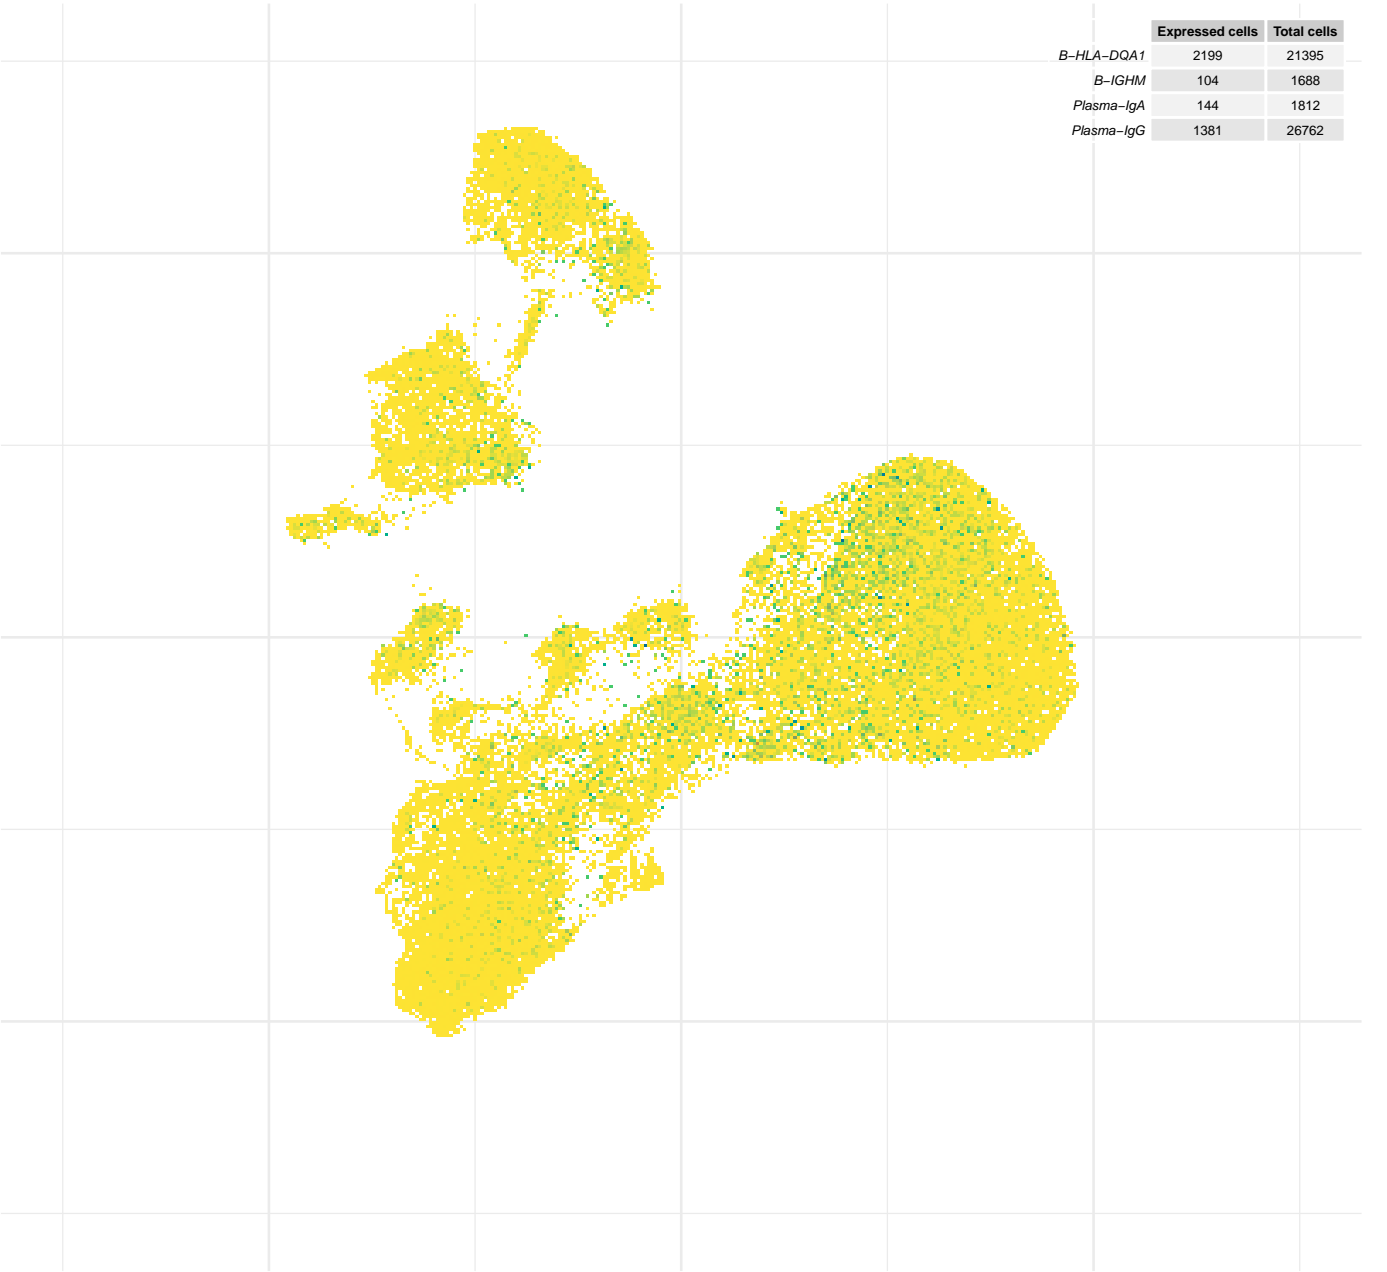 Expressed cells Total cells
B−HLA−DQA1 2199 21395
B−IGHM 104 1688
Plasma−IgA 144 1812
Plasma−IgG 1381 26762